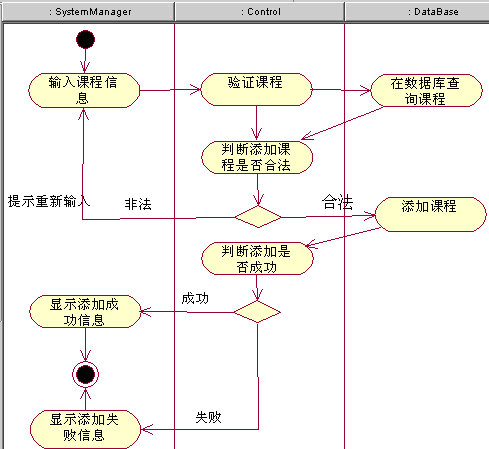 : SystemManager
: Control
: DataBase
输入课程信
息
验证课程
在数据库查
询课程
判断添加课
程是否合法
提示重新输入
非法
合法
添加课程
判断添加是
否成功
成功
显示添加成
功信息
失败
显示添加失
败信息